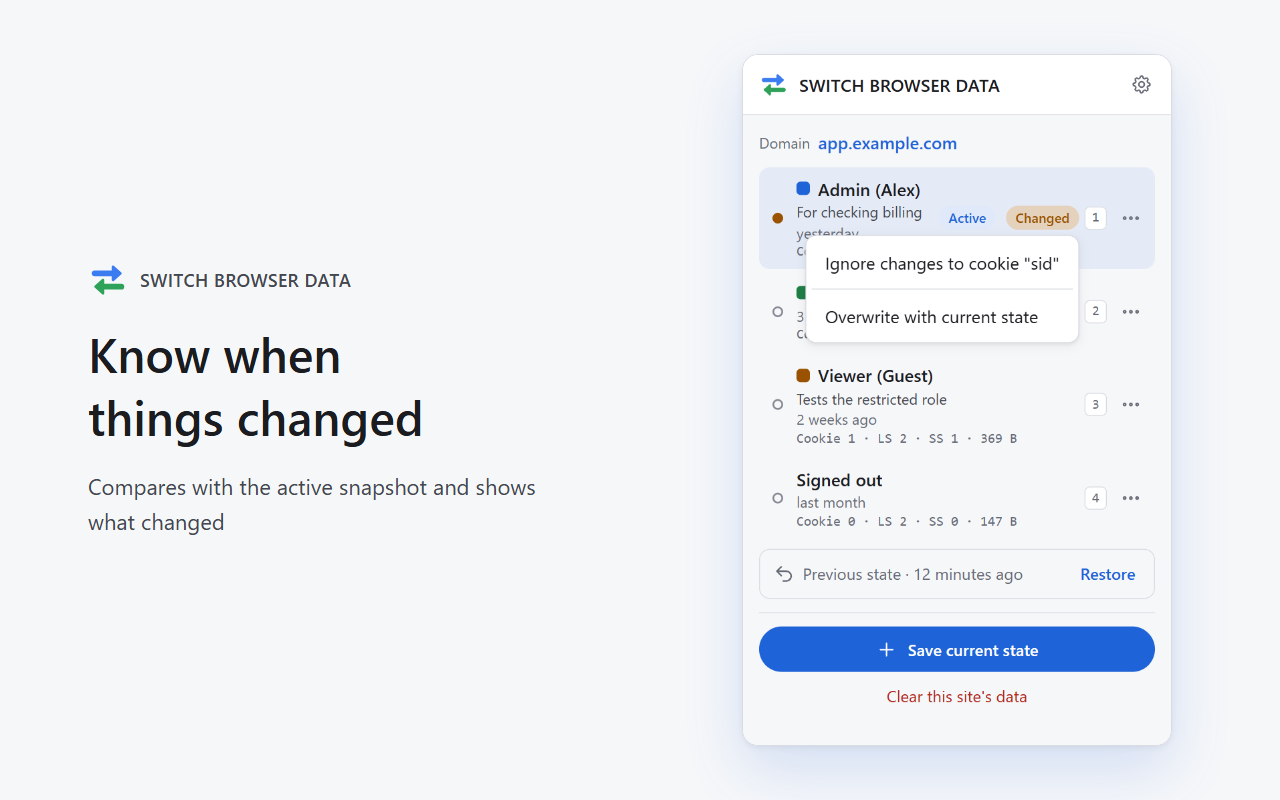 SWITCH BROWSER DATA
Know when
things changed
Compares with the active snapshot and shows
what changed
SWITCH BROWSER DATA
Domain app.example.com
Admin (Alex)
For checking billing
yesterday
Active
Changed
1
Ignore changes to cookie "sid"
Overwrite with current state
3
2
Viewer (Guest)
Tests the restricted role
2 weeks ago
Cookie 1 · LS 2 · SS 1 · 369 B
3
Signed out
last month
Cookie 0 · LS 2 · SS 0 · 147 B
4
Previous state · 12 minutes ago
Restore
Save current state
Clear this site's data